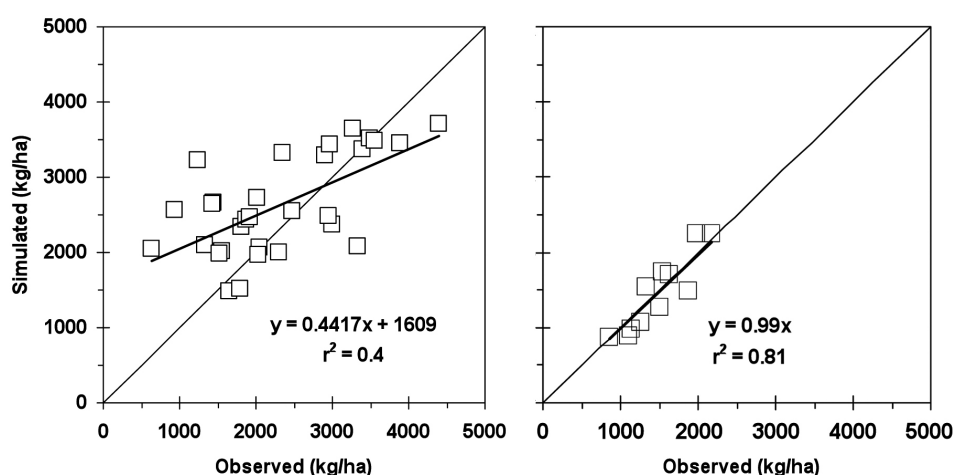 5000
4000
3000
2000
1000
0
Simulated (kg/ha)
y = 0.4417x + 1609
r² = 0.4
0 1000 2000 3000 4000 5000
Observed (kg/ha)
y = 0.99x
r² = 0.81
0 1000 2000 3000 4000 5000
Observed (kg/ha)